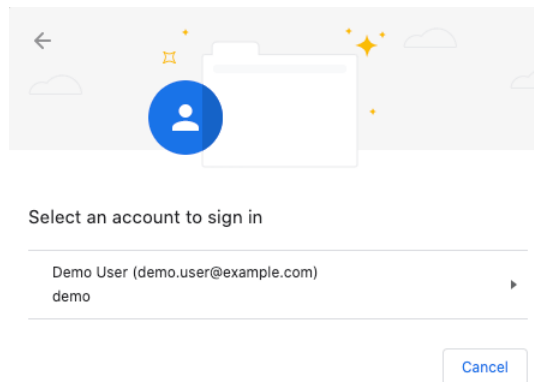 Select an account to sign in
Demo User (demo.user@example.com)
demo
Cancel